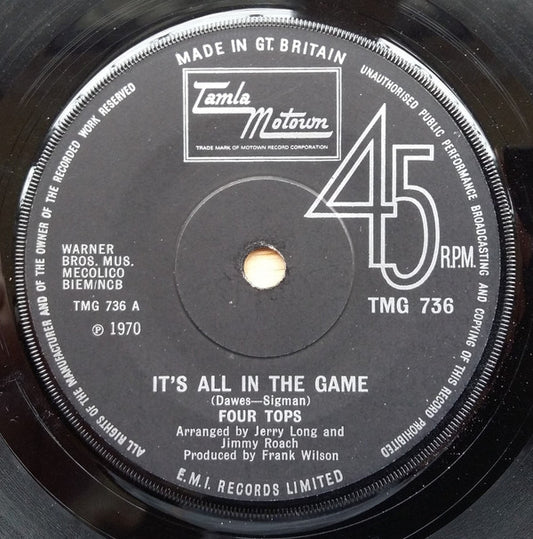 MADE IN GT. BRITAIN
Tamla
Motown
TRADE MARK OF MOTOWN RECORD CORPORATION
UNAUTHORISED PUBLIC PERFORMANCE BROADCASTING AND COPYING OF THIS RECORD PROHIBITED
ALL RIGHTS OF THE MANUFACTURER AND OF THE OWNER OF THE RECORDED WORK RESERVED
45 R.P.M.
WARNER
BROS. MUS.
MECOLICO
BIEM/NCB
TMG 736 A
℗ 1970
TMG 736
IT'S ALL IN THE GAME
(Dawes—Sigman)
FOUR TOPS
Arranged by Jerry Long and
Jimmy Roach
Produced by Frank Wilson
E.M.I. RECORDS LIMITED